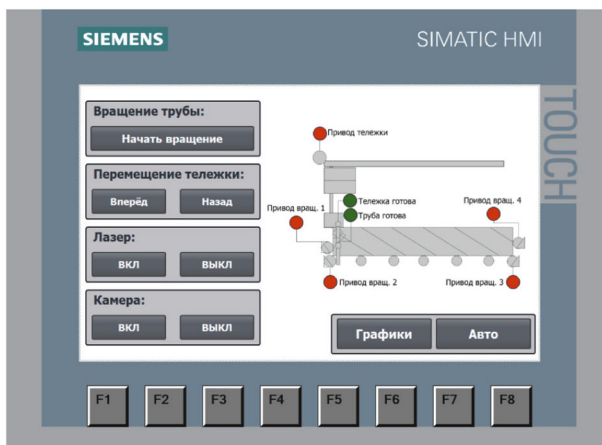 SIEMENS
SIMATIC HMI
TOUCH
Вращение трубы:
Начать вращение
Перемещение тележки:
Вперёд Назад
Лазер:
ВКЛ ВЫКЛ
Камера:
ВКЛ ВЫКЛ
Привод тележки
Тележка готова
Привод вращ. 1
Труба готова
Привод вращ. 4
Привод вращ. 2
Привод вращ. 3
Графики Авто
F1 F2 F3 F4 F5 F6 F7 F8